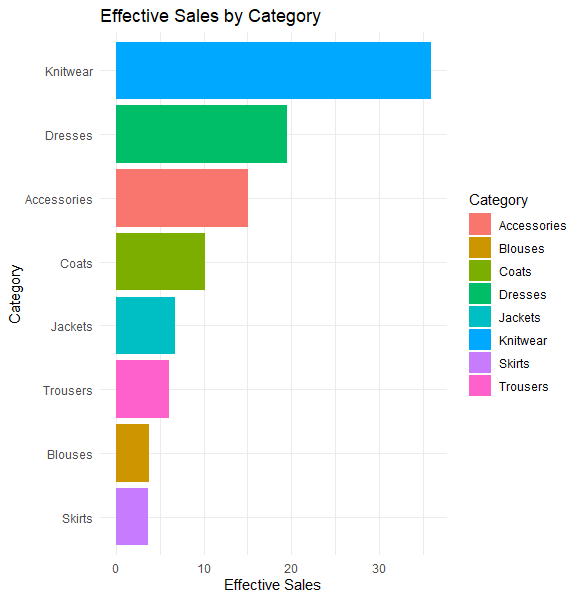 Effective Sales by Category
Category
Knitwear
Dresses
Accessories
Coats
Jackets
Trousers
Blouses
Skirts
0 10 20 30
Effective Sales
Category
Accessories
Blouses
Coats
Dresses
Jackets
Knitwear
Skirts
Trousers